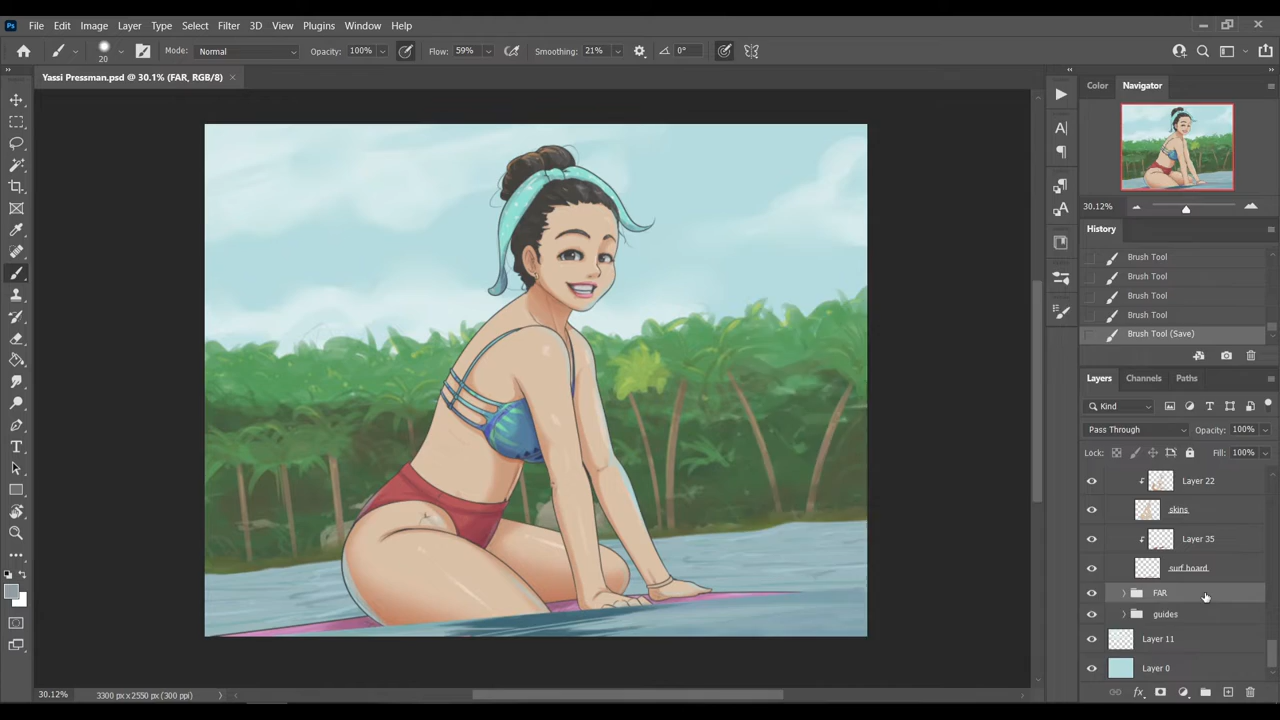 Ps File Edit Image Layer Type Select Filter 3D View Plugins Window Help
20 Mode: Normal Opacity: 100% Flow: 59% Smoothing: 21% 0°
Yassi Pressman.psd @ 30.1% (FAR, RGB/8) ×
Color Navigator
30.12%
History
Brush Tool
Brush Tool
Brush Tool
Brush Tool
Brush Tool (Save)
Layers Channels Paths
Kind
Pass Through Opacity: 100%
Lock: Fill: 100%
Layer 22
skins
Layer 35
surf board
FAR
guides
Layer 11
Layer 0
fx
30.12% 3300 px x 2550 px (300 ppi)